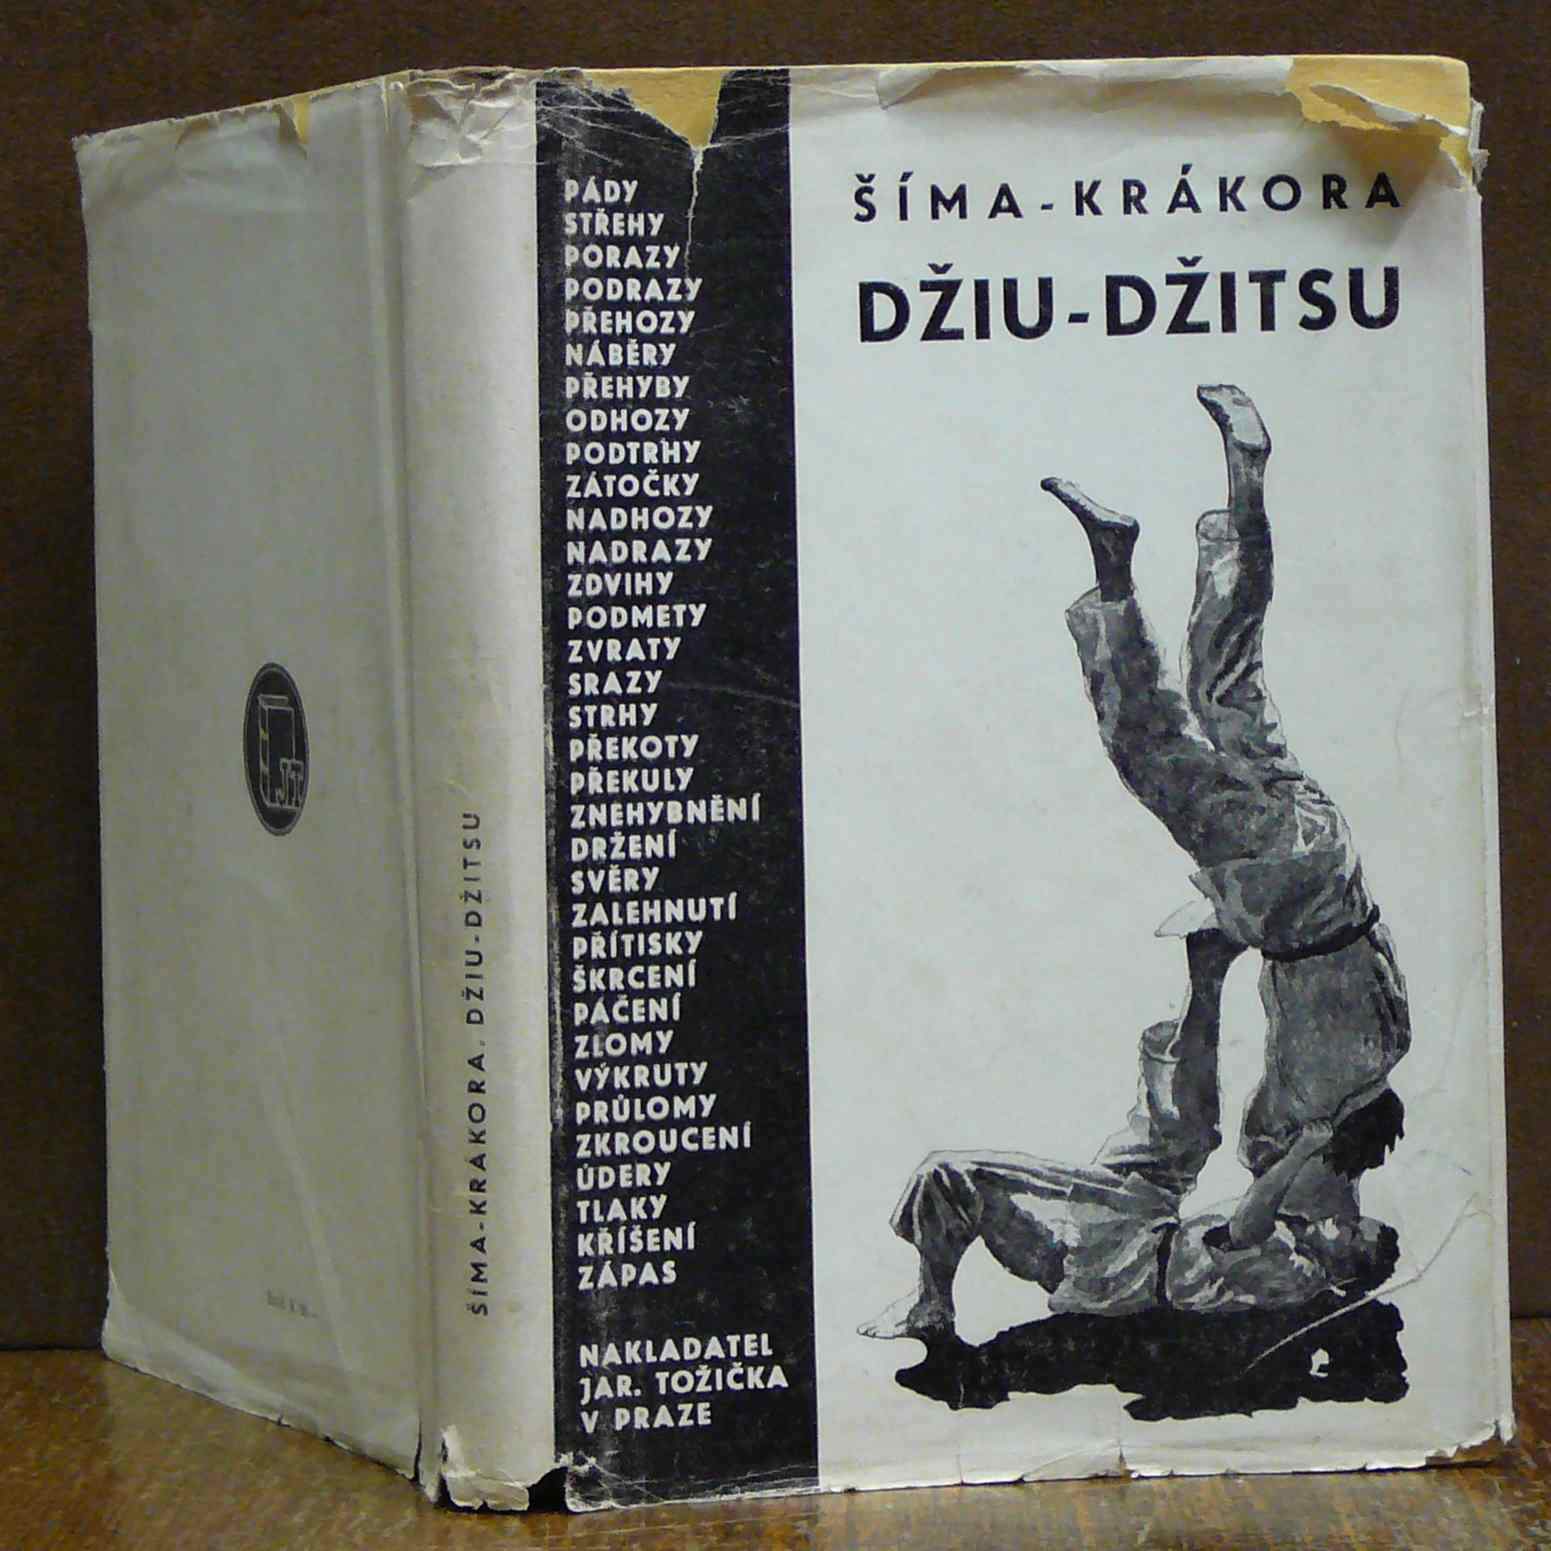 ŠÍMA-KRÁKORA
DŽIU-DŽITSU
PÁDY
STŘEHY
PORAZY
PODRAZY
PŘEHOZY
NÁBĚRY
PŘEHYBY
ODHOZY
PODTRHY
ZÁTOČKY
NADHOZY
NADRAZY
ZDVIHY
PODMETY
ZVRATY
SRAZY
STRHY
PŘEKOTY
PŘEKULY
ZNEHYBNĚNÍ
DRŽENÍ
SVĚRY
ZALEHNUTÍ
PŘÍTISKY
ŠKRCENÍ
PÁČENÍ
ZLOMY
VÝKRUTY
PRŮLOMY
ZKROUCENÍ
ÚDERY
TLAKY
KŘÍŠENÍ
ZÁPAS
NAKLADATEL
JAR. TOŽIČKA
V PRAZE
ŠÍMA-KRÁKORA, DŽIU-DŽITSU
JT